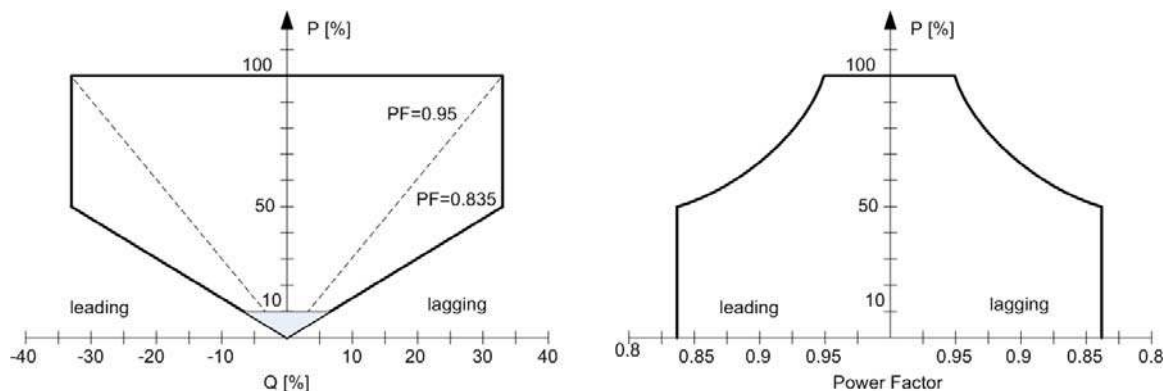 P [%]
100
PF=0.95
PF=0.835
50
10
leading
lagging
-40 -30 -20 -10 10 20 30 40
Q [%]
P [%]
100
50
10
leading
lagging
0.8 0.85 0.9 0.95 0.95 0.9 0.85 0.8
Power Factor